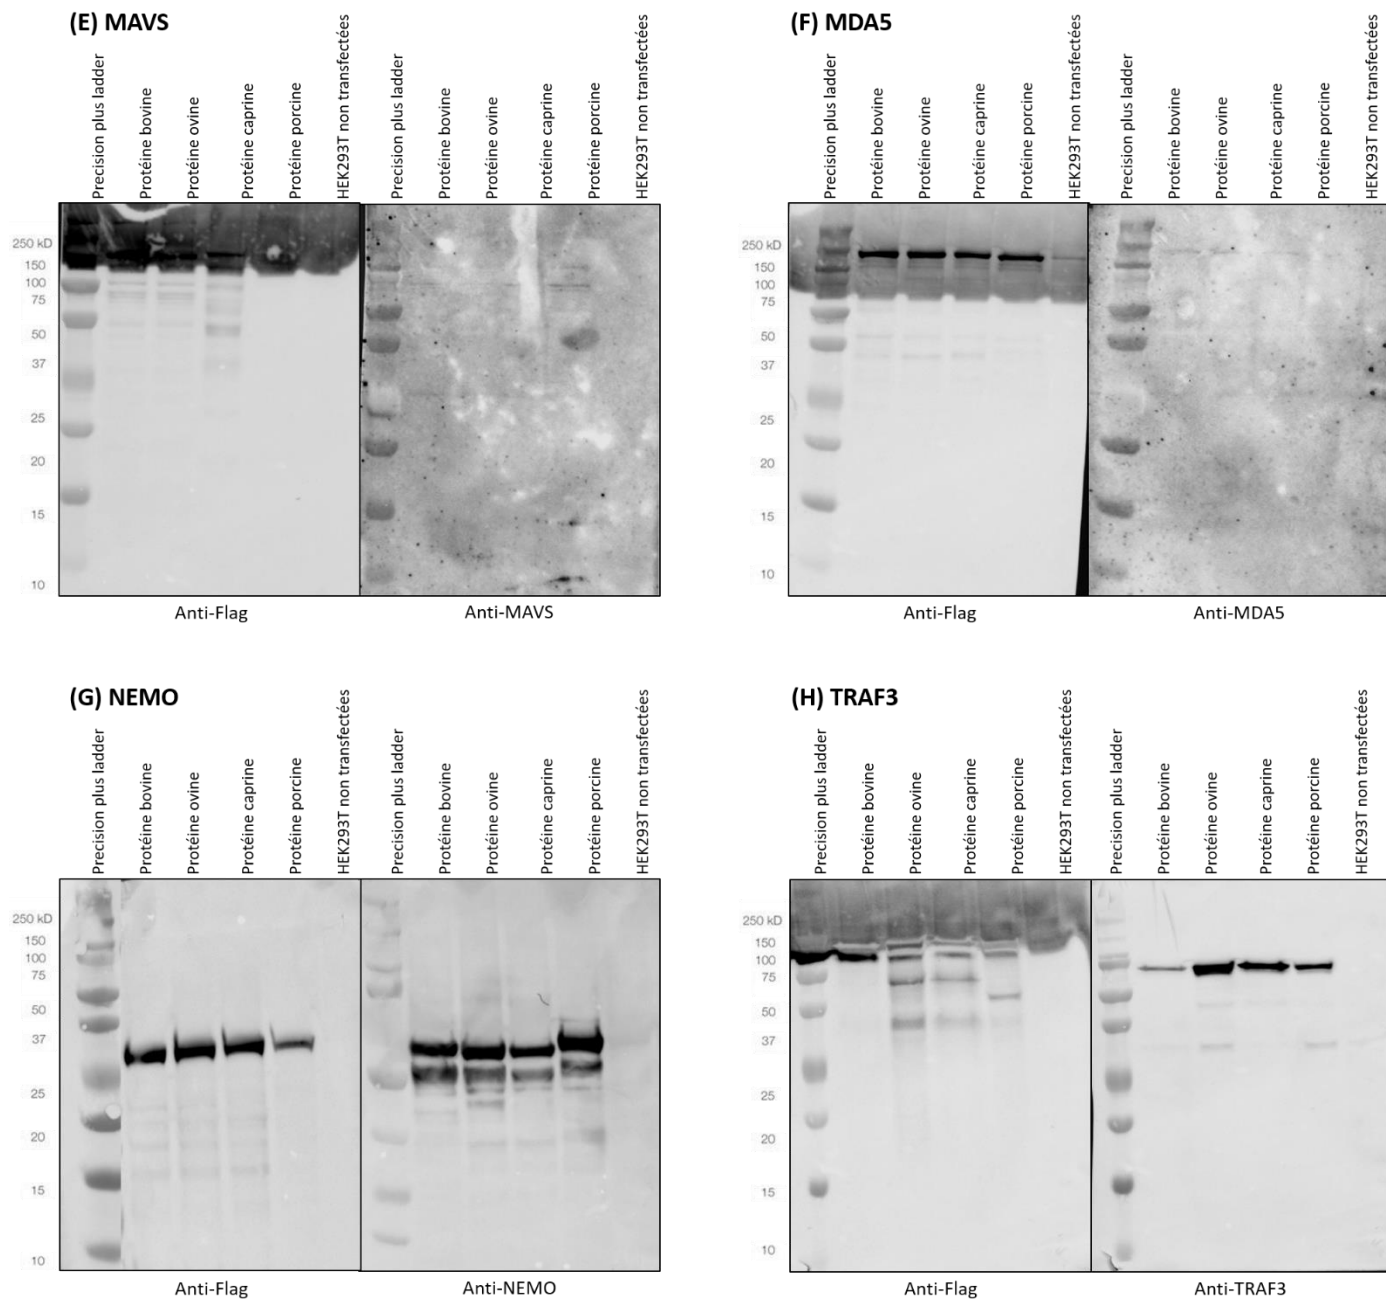 (E) MAVS
Precision plus ladder
Protéine bovine
Protéine ovine
Protéine caprine
Protéine porcine
HEK293T non transfectées
Precision plus ladder
Protéine bovine
Protéine ovine
Protéine caprine
Protéine porcine
HEK293T non transfectées
250 kD
150
100
75
50
37
25
20
15
10
Anti-Flag
Anti-MAVS
(F) MDA5
Precision plus ladder
Protéine bovine
Protéine ovine
Protéine caprine
Protéine porcine
HEK293T non transfectées
Precision plus ladder
Protéine bovine
Protéine ovine
Protéine caprine
Protéine porcine
HEK293T non transfectées
250 kD
150
100
75
50
37
25
20
15
10
Anti-Flag
Anti-MDA5
(G) NEMO
Precision plus ladder
Protéine bovine
Protéine ovine
Protéine caprine
Protéine porcine
HEK293T non transfectées
Precision plus ladder
Protéine bovine
Protéine ovine
Protéine caprine
Protéine porcine
HEK293T non transfectées
250 kD
150
100
75
50
37
25
20
15
10
Anti-Flag
Anti-NEMO
(H) TRAF3
Precision plus ladder
Protéine bovine
Protéine ovine
Protéine caprine
Protéine porcine
HEK293T non transfectées
Precision plus ladder
Protéine bovine
Protéine ovine
Protéine caprine
Protéine porcine
HEK293T non transfectées
250 kD
150
100
75
50
37
25
20
15
10
Anti-Flag
Anti-TRAF3